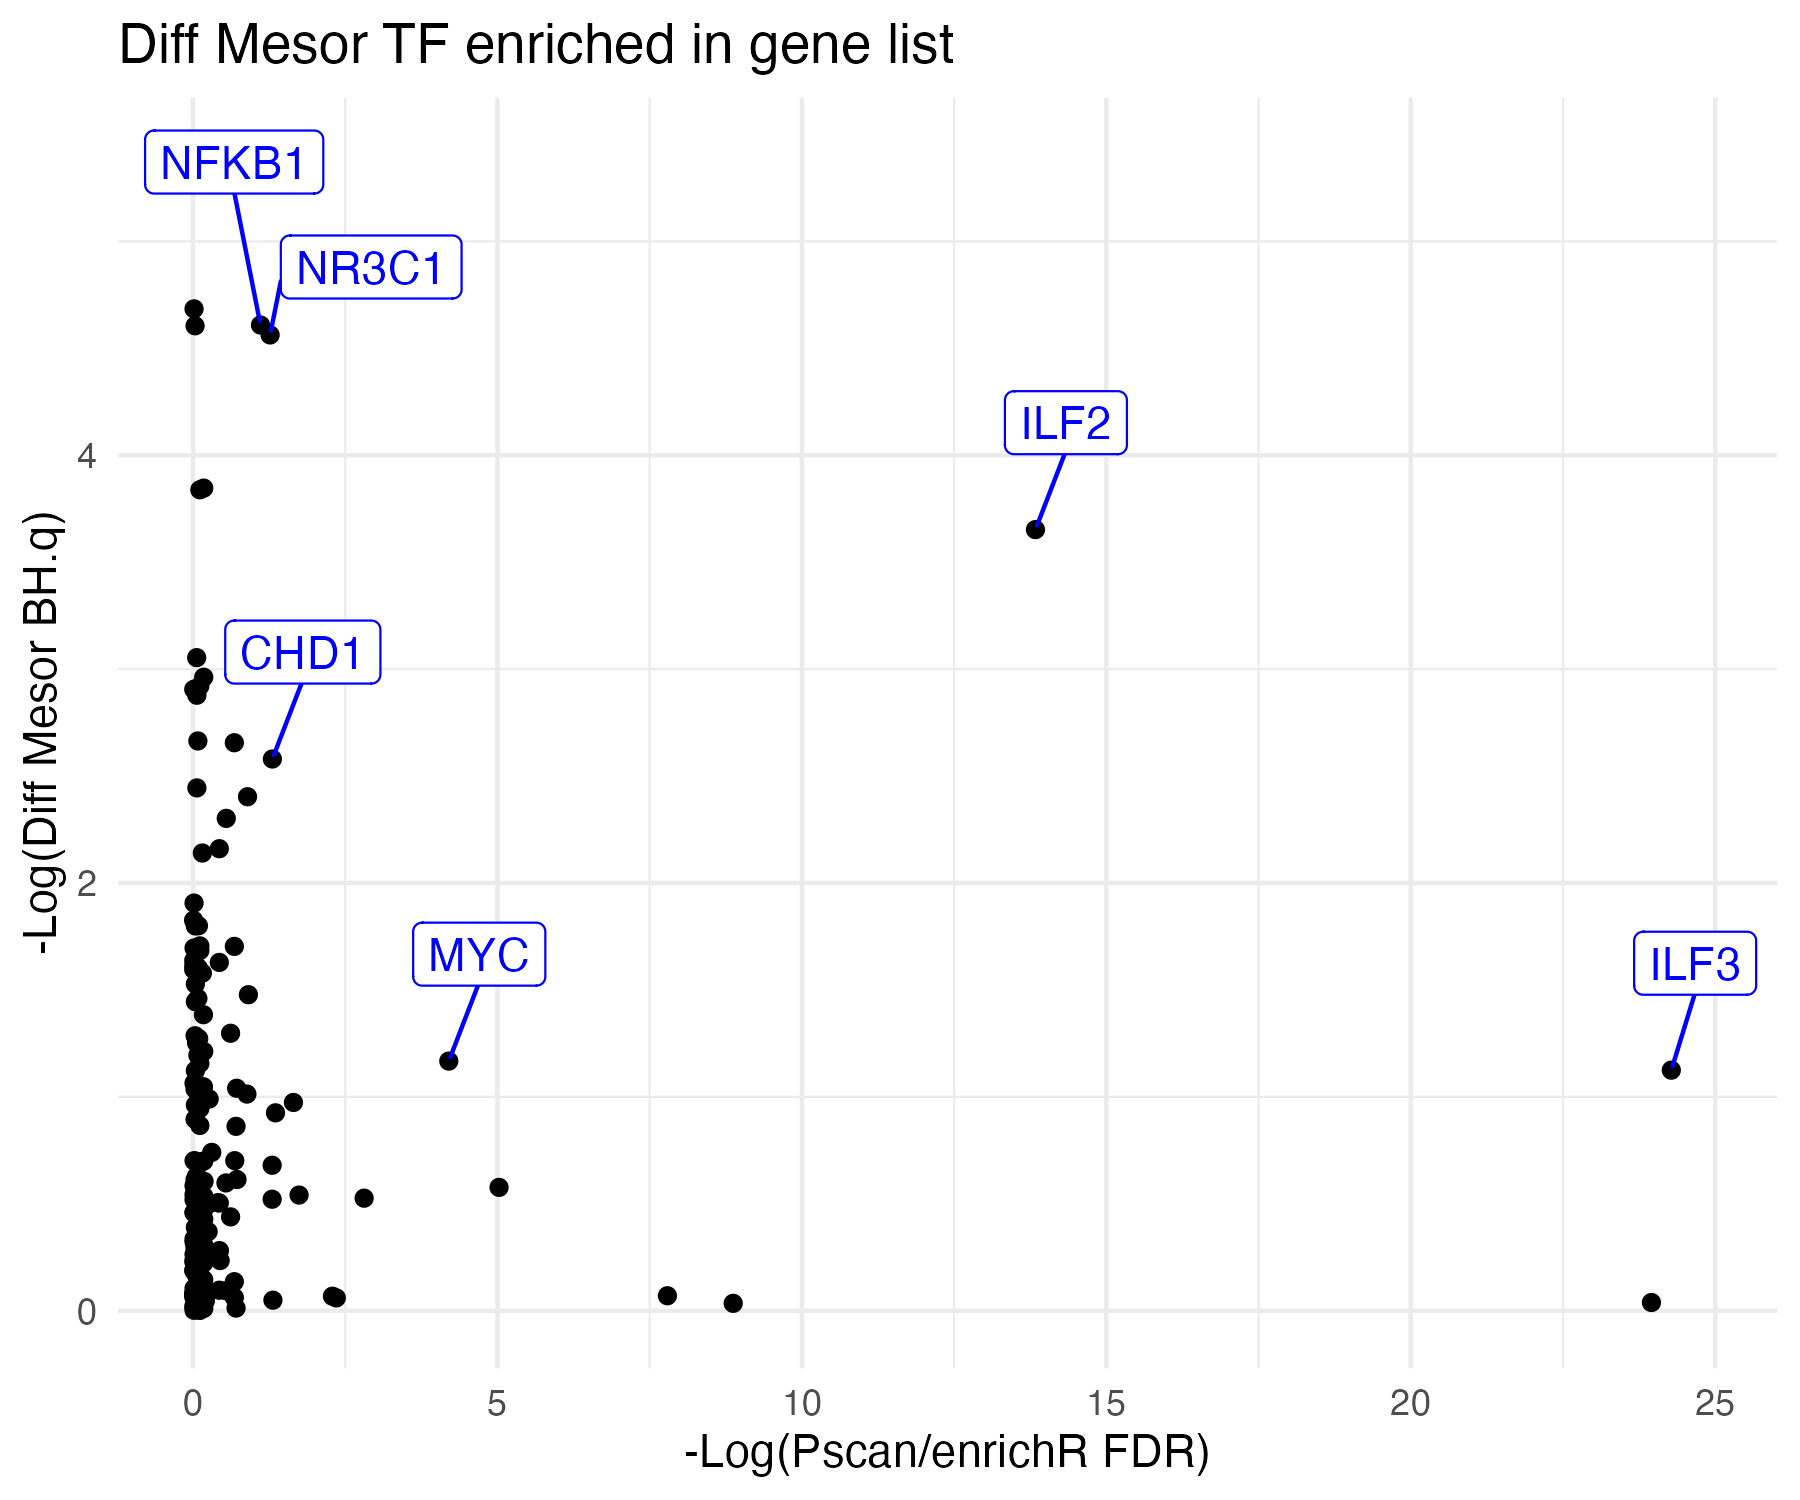 Diff Mesor TF enriched in gene list
NFKB1
NR3C1
ILF2
CHD1
MYC
ILF3
-Log(Diff Mesor BH.q)
4
2
0
0 5 10 15 20 25
-Log(Pscan/enrichR FDR)